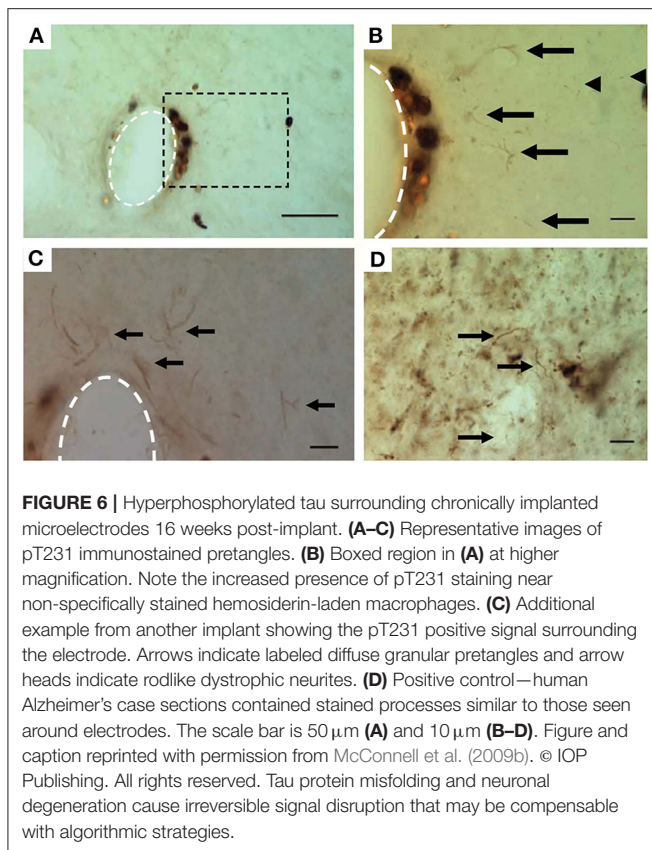 A
B
C
D
FIGURE 6 | Hyperphosphorylated tau surrounding chronically implanted
microelectrodes 16 weeks post-implant. (A–C) Representative images of
pT231 immunostained pretangles. (B) Boxed region in (A) at higher
magnification. Note the increased presence of pT231 staining near
non-specifically stained hemosiderin-laden macrophages. (C) Additional
example from another implant showing the pT231 positive signal surrounding
the electrode. Arrows indicate labeled diffuse granular pretangles and arrow
heads indicate rodlike dystrophic neurites. (D) Positive control—human
Alzheimer's case sections contained stained processes similar to those seen
around electrodes. The scale bar is 50 μm (A) and 10 μm (B–D). Figure and
caption reprinted with permission from McConnell et al. (2009b). © IOP
Publishing. All rights reserved. Tau protein misfolding and neuronal
degeneration cause irreversible signal disruption that may be compensable
with algorithmic strategies.